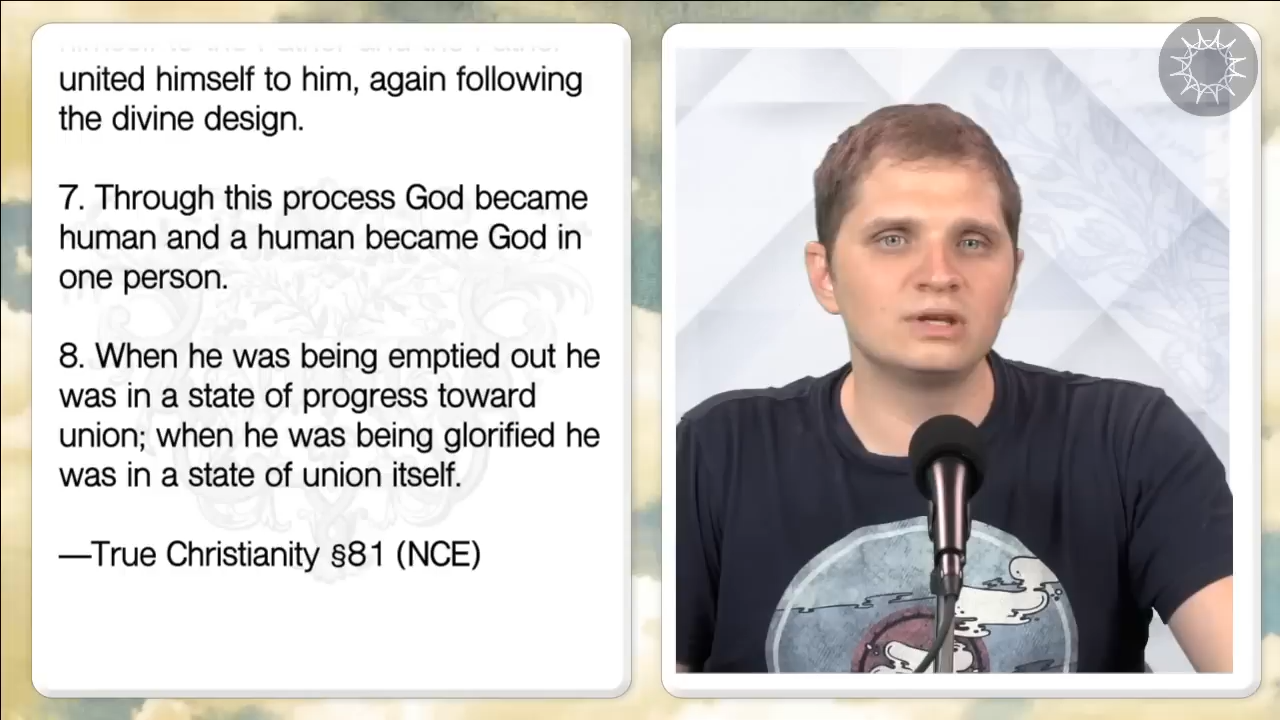 united himself to him, again following
the divine design.
7. Through this process God became
human and a human became God in
one person.
8. When he was being emptied out he
was in a state of progress toward
union; when he was being glorified he
was in a state of union itself.
—True Christianity §81 (NCE)